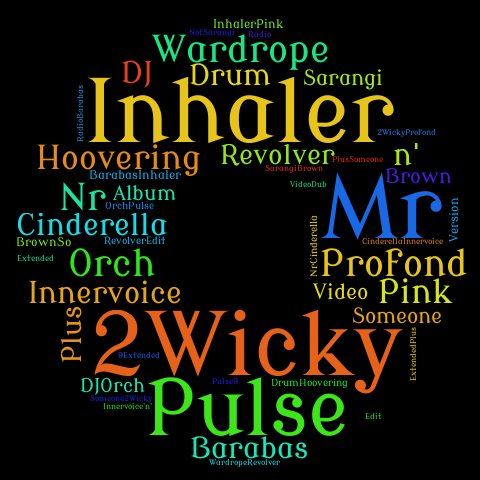 InhalerPink
NotSarangi Radio
Wardrope
DJ Drum Sarangi
RadioBarabas
Inhaler
2WickyProfond
Hoovering Revolver n'
PlusSomeone
SarangiBrown
BarabasInhaler Brown
VideoDub
Nr Album Mr
OrchPulse
Version
Cinderella
NrCinderella
BrownSo RevolverEdit CinderellaInnervoice
Extended Orch Profond
Innervoice Video Pink
Plus 2Wicky Someone
9Extended
ExtendedPlus
DJOrch Pulse9 DrumHoovering
Someone2Wicky
Innervoice'n' Pulse
Edit
Barabas
WardropeRevolver